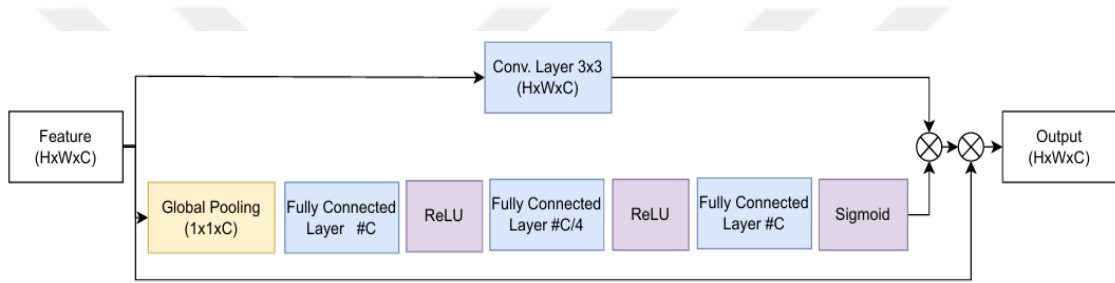 Conv. Layer 3x3
(HxWxC)
Feature
(HxWxC)
Output
(HxWxC)
Global Pooling
(1x1xC)
Fully Connected
Layer #C
ReLU
Fully Connected
Layer #C/4
ReLU
Fully Connected
Layer #C
Sigmoid